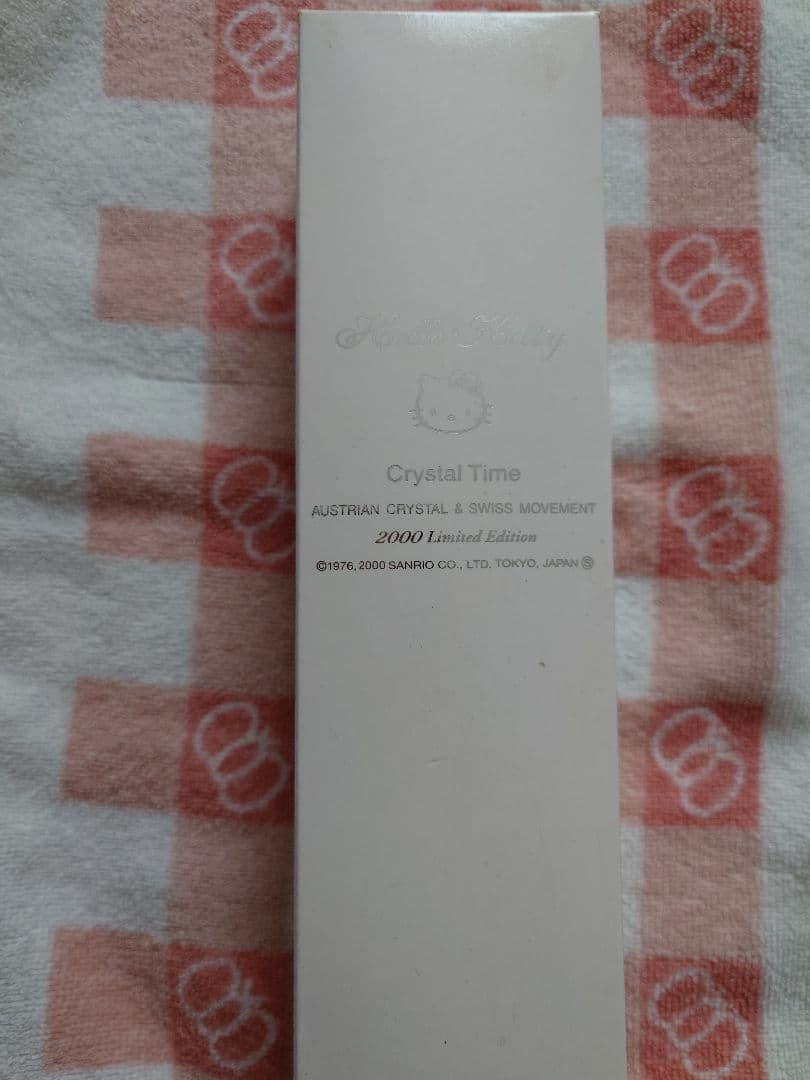 Hello Kitty
Crystal Time
AUSTRIAN CRYSTAL & SWISS MOVEMENT
2000 Limited Edition
©1976, 2000 SANRIO CO., LTD. TOKYO, JAPAN Ⓢ